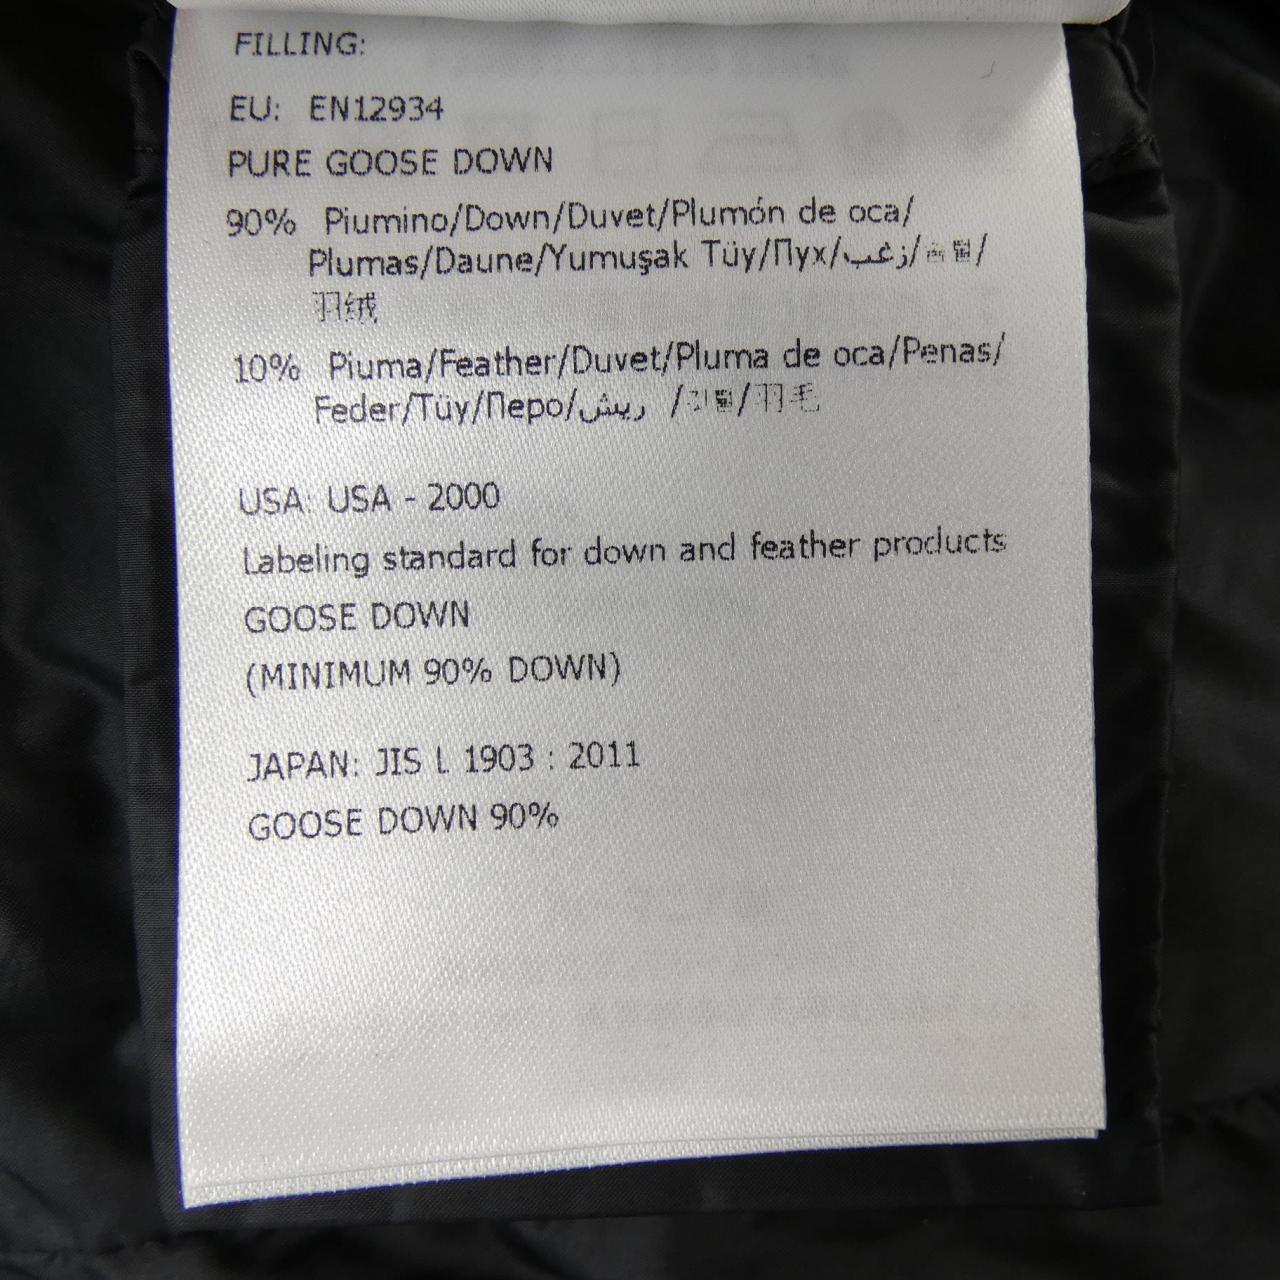 FILLING:
EU: EN12934
PURE GOOSE DOWN
90% Piumino/Down/Duvet/Plumón de oca/
Plumas/Daune/Yumuşak Tüy/Пух/زغب/
羽绒
10% Piuma/Feather/Duvet/Pluma de oca/Penas/
Feder/Tüy/Перо/ريش /깃털/羽毛
USA: USA - 2000
Labeling standard for down and feather products
GOOSE DOWN
(MINIMUM 90% DOWN)
JAPAN: JIS L 1903 : 2011
GOOSE DOWN 90%